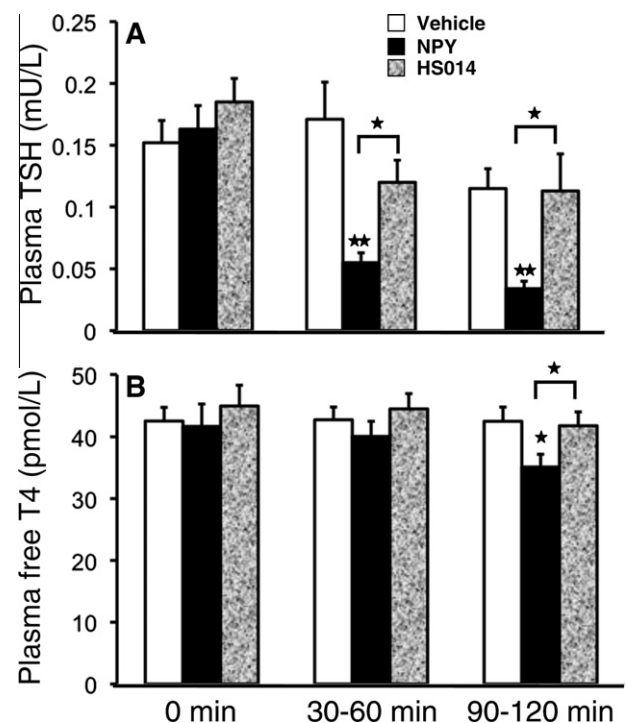 A
Vehicle
NPY
HS014
Plasma TSH (mU/L)
0.25
0.2
0.15
0.1
0.05
0
★
★
★★
★★
B
Plasma free T4 (pmol/L)
50
40
30
20
10
0
★
★
0 min 30-60 min 90-120 min